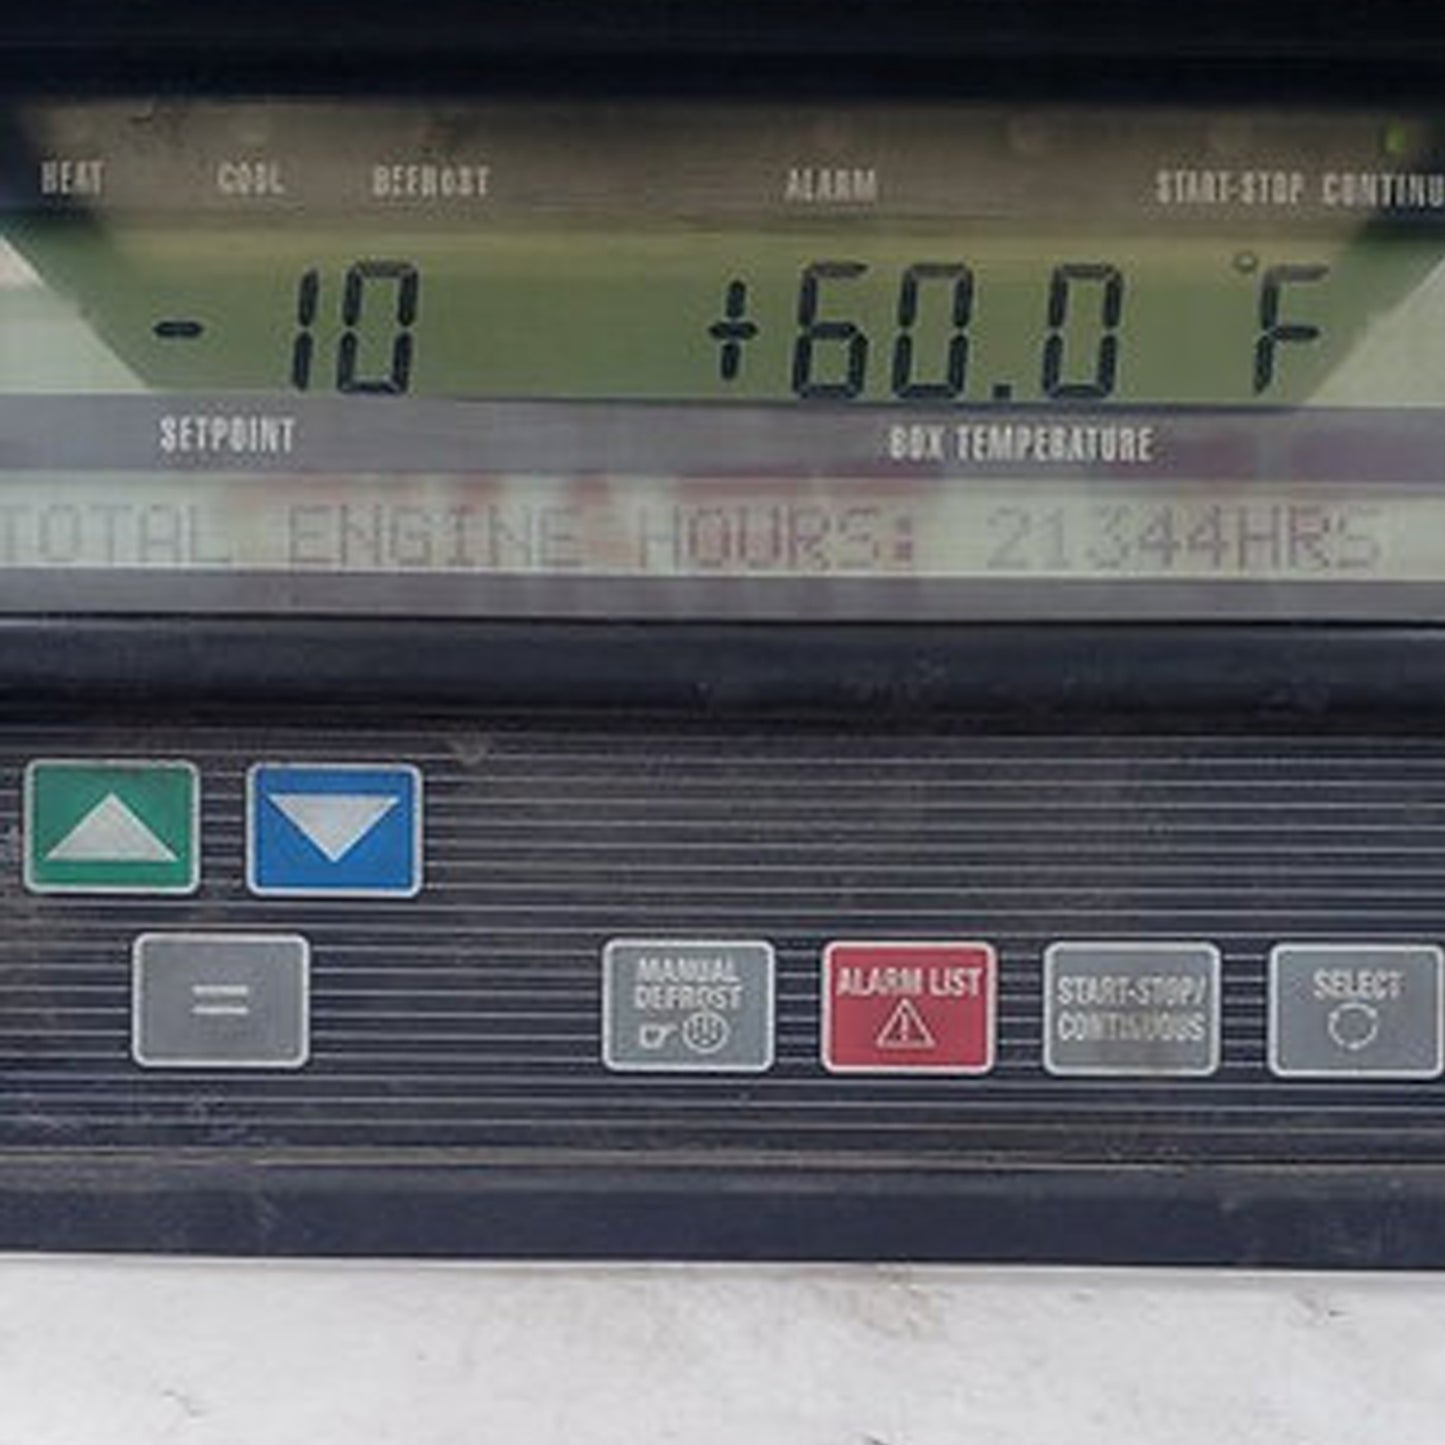 HEAT COOL DEFROST ALARM START-STOP CONTINU
- 10 +60.0 °F
SETPOINT BOX TEMPERATURE
TOTAL ENGINE HOURS: 21344HRS
=
MANUAL DEFROST
ALARM LIST
START-STOP/ CONTINUOUS
SELECT